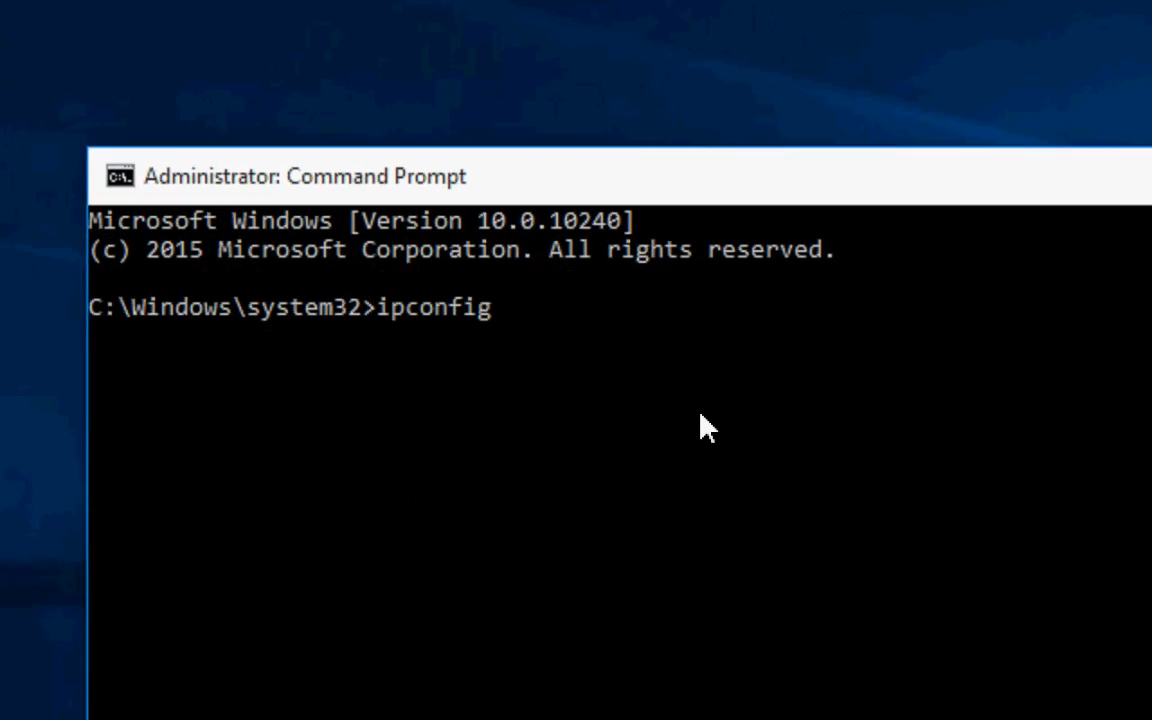 Administrator: Command Prompt
Microsoft Windows [Version 10.0.10240]
(c) 2015 Microsoft Corporation. All rights reserved.
C:\Windows\system32>ipconfig